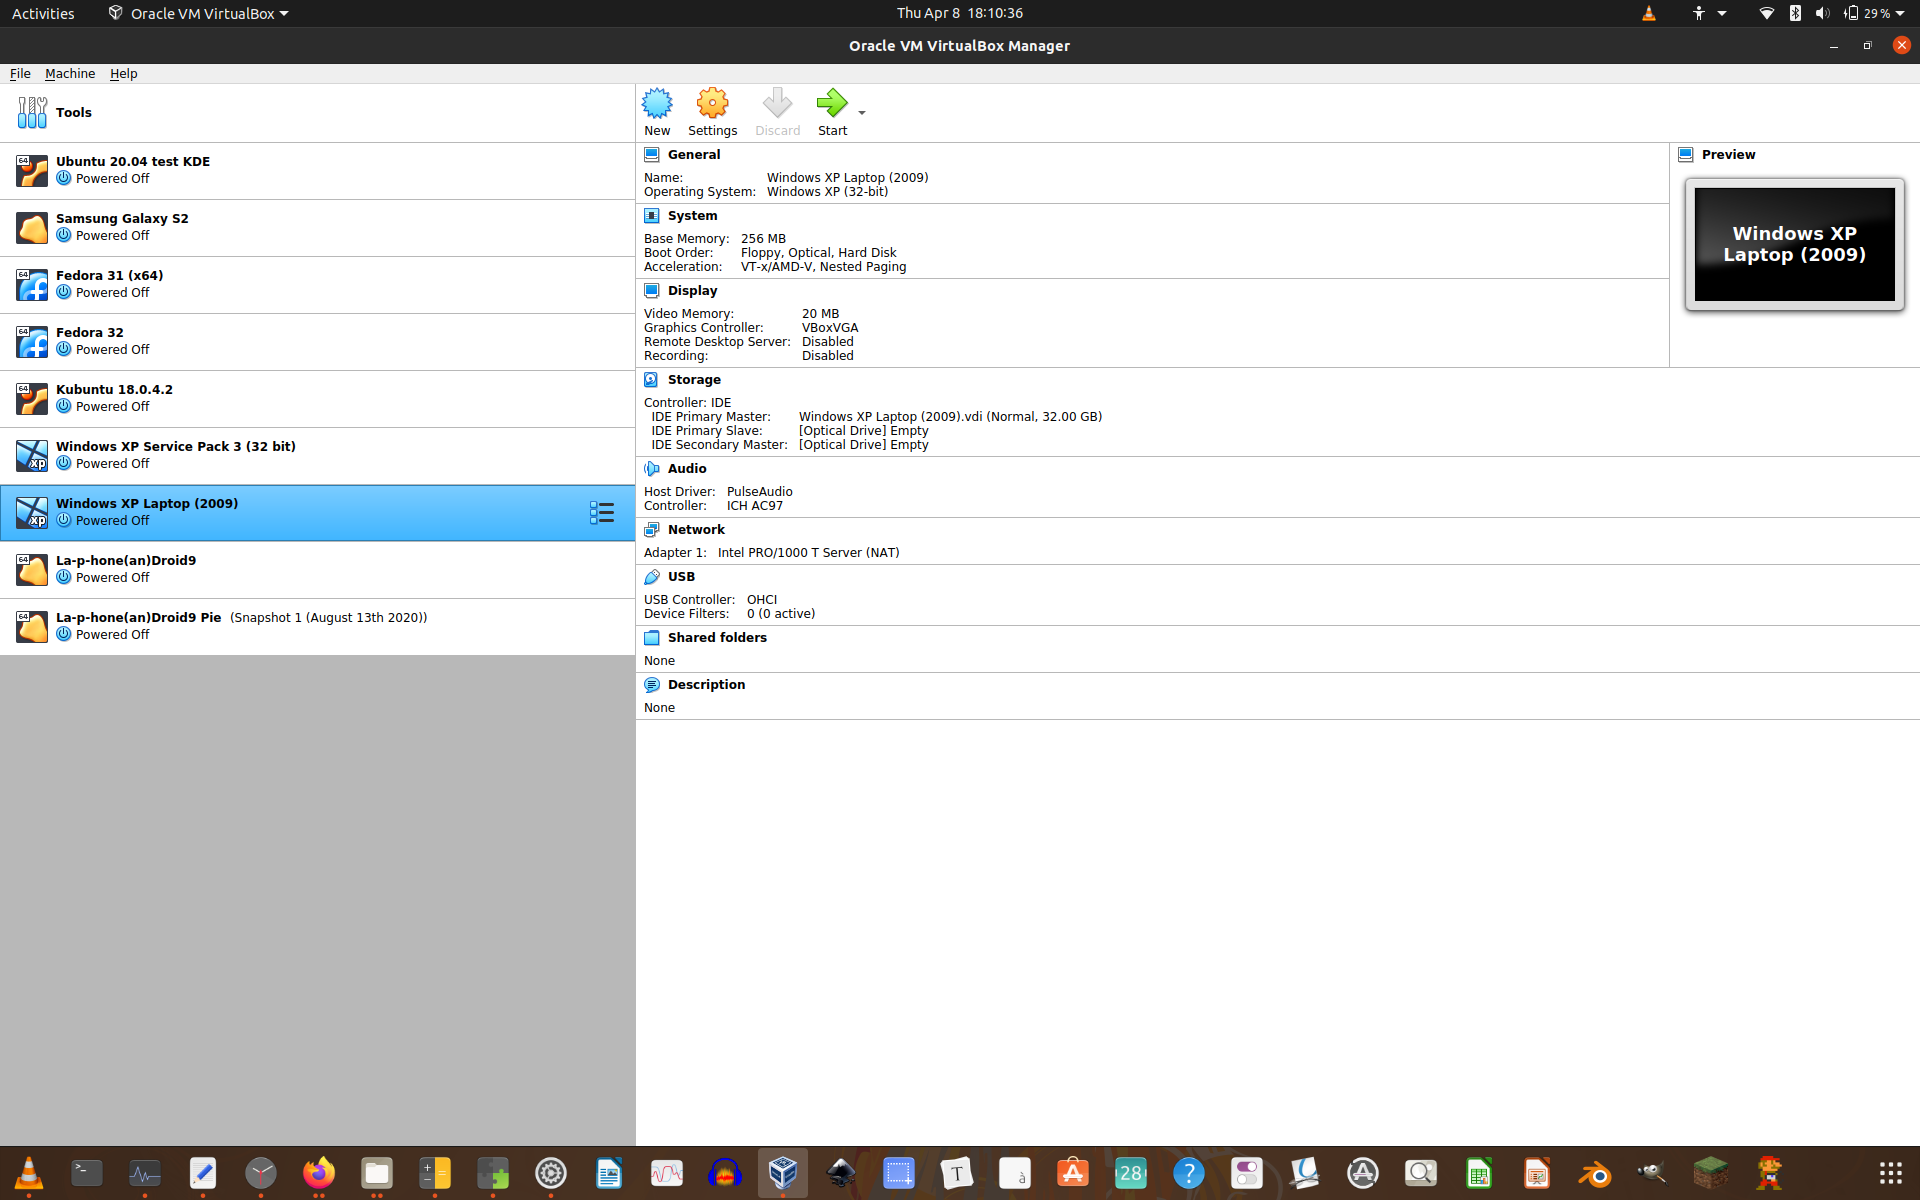 Activities Oracle VM VirtualBox Thu Apr 8 18:10:36 29 %
Oracle VM VirtualBox Manager
File Machine Help
Tools
New Settings Discard Start
64 Ubuntu 20.04 test KDE
Powered Off
Samsung Galaxy S2
Powered Off
64 Fedora 31 (x64)
Powered Off
64 Fedora 32
Powered Off
64 Kubuntu 18.0.4.2
Powered Off
xp Windows XP Service Pack 3 (32 bit)
Powered Off
xp Windows XP Laptop (2009)
Powered Off
64 La-p-hone(an)Droid9
Powered Off
64 La-p-hone(an)Droid9 Pie (Snapshot 1 (August 13th 2020))
Powered Off
General
Name: Windows XP Laptop (2009)
Operating System: Windows XP (32-bit)
System
Base Memory: 256 MB
Boot Order: Floppy, Optical, Hard Disk
Acceleration: VT-x/AMD-V, Nested Paging
Display
Video Memory: 20 MB
Graphics Controller: VBoxVGA
Remote Desktop Server: Disabled
Recording: Disabled
Preview
Windows XP
Laptop (2009)
Storage
Controller: IDE
IDE Primary Master: Windows XP Laptop (2009).vdi (Normal, 32.00 GB)
IDE Primary Slave: [Optical Drive] Empty
IDE Secondary Master: [Optical Drive] Empty
Audio
Host Driver: PulseAudio
Controller: ICH AC97
Network
Adapter 1: Intel PRO/1000 T Server (NAT)
USB
USB Controller: OHCI
Device Filters: 0 (0 active)
Shared folders
None
Description
None
>_ T à A 28 ? A